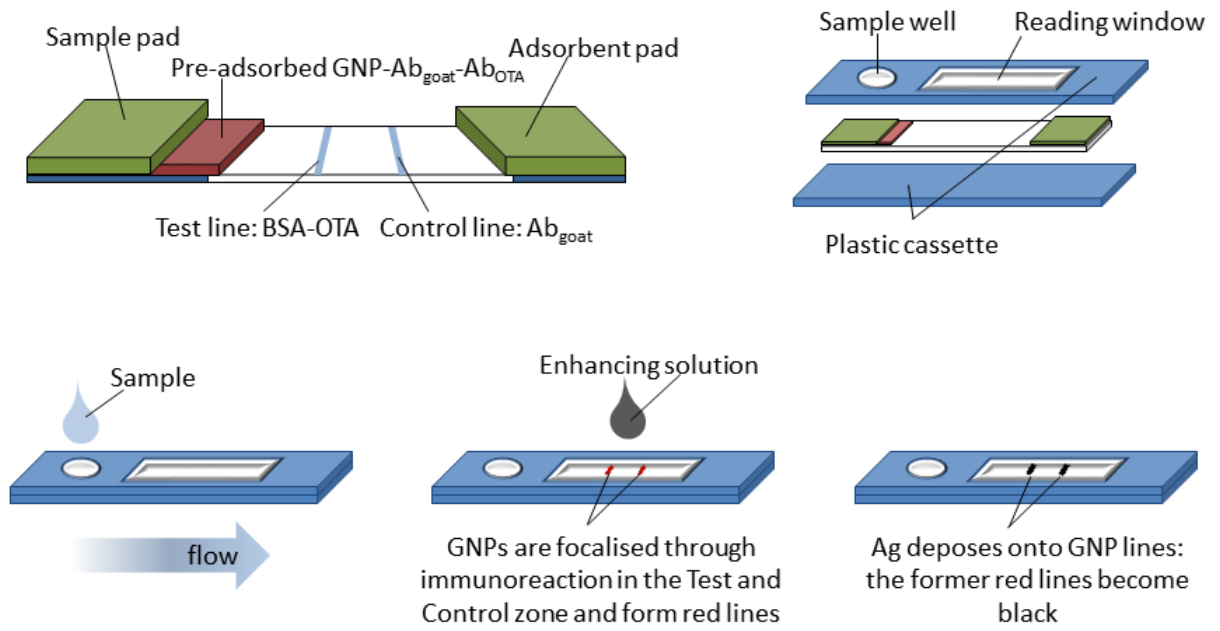 Sample pad
Pre-adsorbed GNP-Abgoat-AbOTA
Adsorbent pad
Test line: BSA-OTA
Control line: Abgoat
Sample well
Reading window
Plastic cassette
Sample
flow
Enhancing solution
GNPs are focalised through
immunoreaction in the Test and
Control zone and form red lines
Ag deposes onto GNP lines:
the former red lines become
black